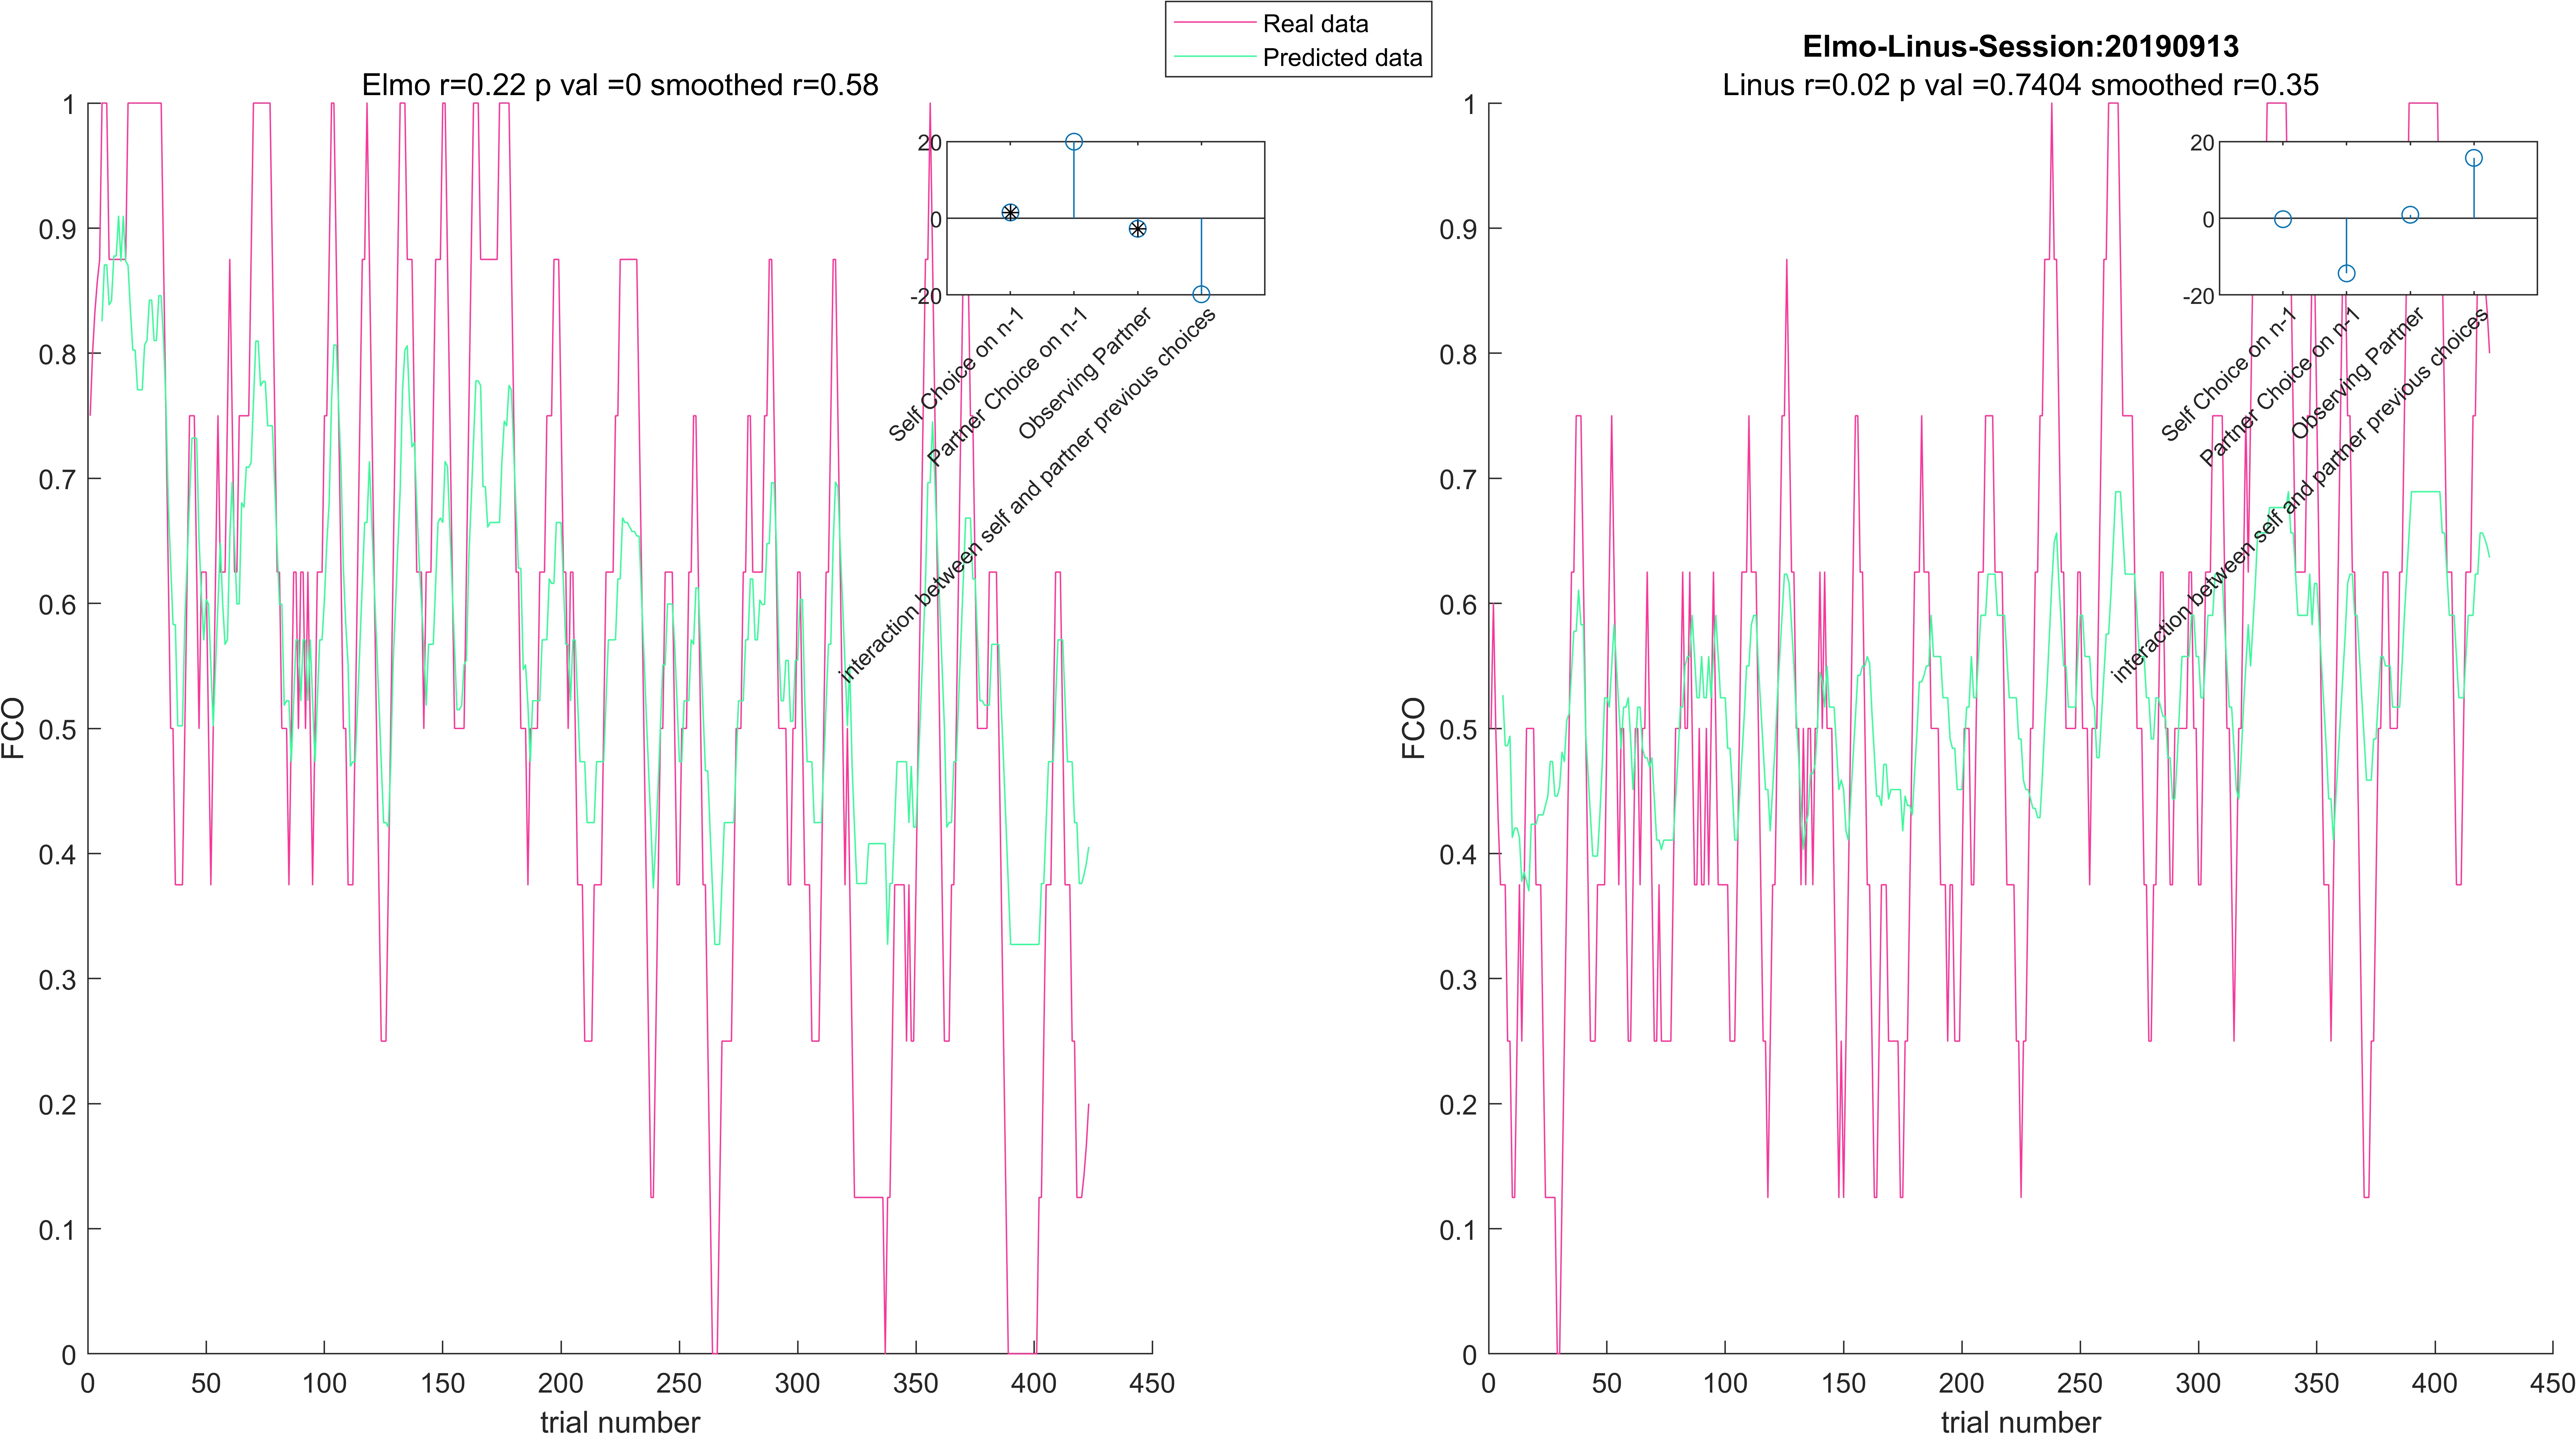 Real data
Predicted data
Elmo r=0.22 p val =0 smoothed r=0.58
1
0.9
0.8
0.7
0.6
0.5
0.4
0.3
0.2
0.1
0
FCO
0
50
100
150
200
250
300
350
400
450
trial number
20
0
-20
Self Choice on n-1
Partner Choice on n-1
Observing Partner
interaction between self and partner previous choices
Elmo-Linus-Session:20190913
Linus r=0.02 p val =0.7404 smoothed r=0.35
1
0.9
0.8
0.7
0.6
0.5
0.4
0.3
0.2
0.1
0
FCO
0
50
100
150
200
250
300
350
400
450
trial number
20
0
-20
Self Choice on n-1
Partner Choice on n-1
Observing Partner
interaction between self and partner previous choices